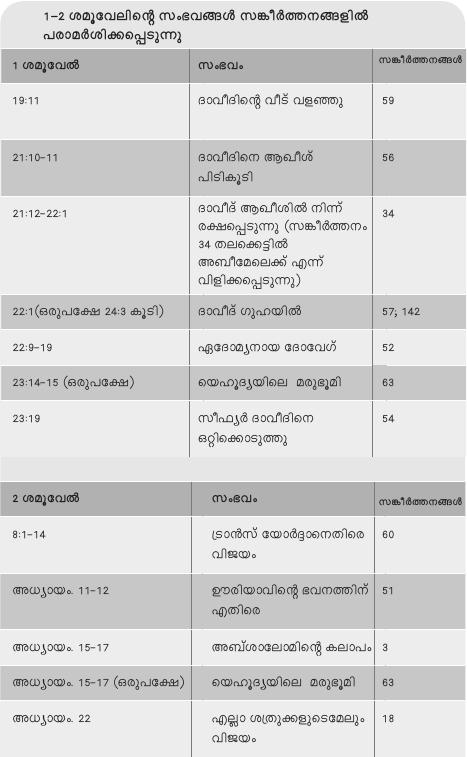 1-2 ശമൂവേലിന്റെ സംഭവങ്ങൾ സങ്കീർത്തനങ്ങളിൽ
പരാമർശിക്കപ്പെടുന്നു
1 ശമൂവേൽ സംഭവം സങ്കീർത്തനങ്ങൾ
19:11 ദാവീദിന്റെ വീട് വളഞ്ഞു 59
21:10-11 ദാവീദിനെ ആഖീശ് 56
പിടികൂടി
21:12-22:1 ദാവീദ് ആഖീശിൽ നിന്ന് 34
രക്ഷപ്പെടുന്നു (സങ്കീർത്തനം
34 തലക്കെട്ടിൽ
അബീമേലെക്ക് എന്ന്
വിളിക്കപ്പെടുന്നു)
22:1(ഒരുപക്ഷേ 24:3 കൂടി) ദാവീദ് ഗുഹയിൽ 57; 142
22:9-19 ഏദോമ്യനായ ദോവേഗ് 52
23:14-15 (ഒരുപക്ഷേ) യെഹൂദ്യയിലെ മരുഭൂമി 63
23:19 സീഫ്യർ ദാവീദിനെ 54
ഒറ്റിക്കൊടുത്തു
2 ശമൂവേൽ സംഭവം സങ്കീർത്തനങ്ങൾ
8:1-14 ട്രാൻസ് യോർദ്ദാനെതിരെ 60
വിജയം
അധ്യായം. 11-12 ഊരിയാവിന്റെ ഭവനത്തിന് 51
എതിരെ
അധ്യായം. 15-17 അബ്ശാലോമിന്റെ കലാപം 3
അധ്യായം. 15-17 (ഒരുപക്ഷേ) യെഹൂദ്യയിലെ മരുഭൂമി 63
അധ്യായം. 22 എല്ലാ ശത്രുക്കളുടെമേലും 18
വിജയം